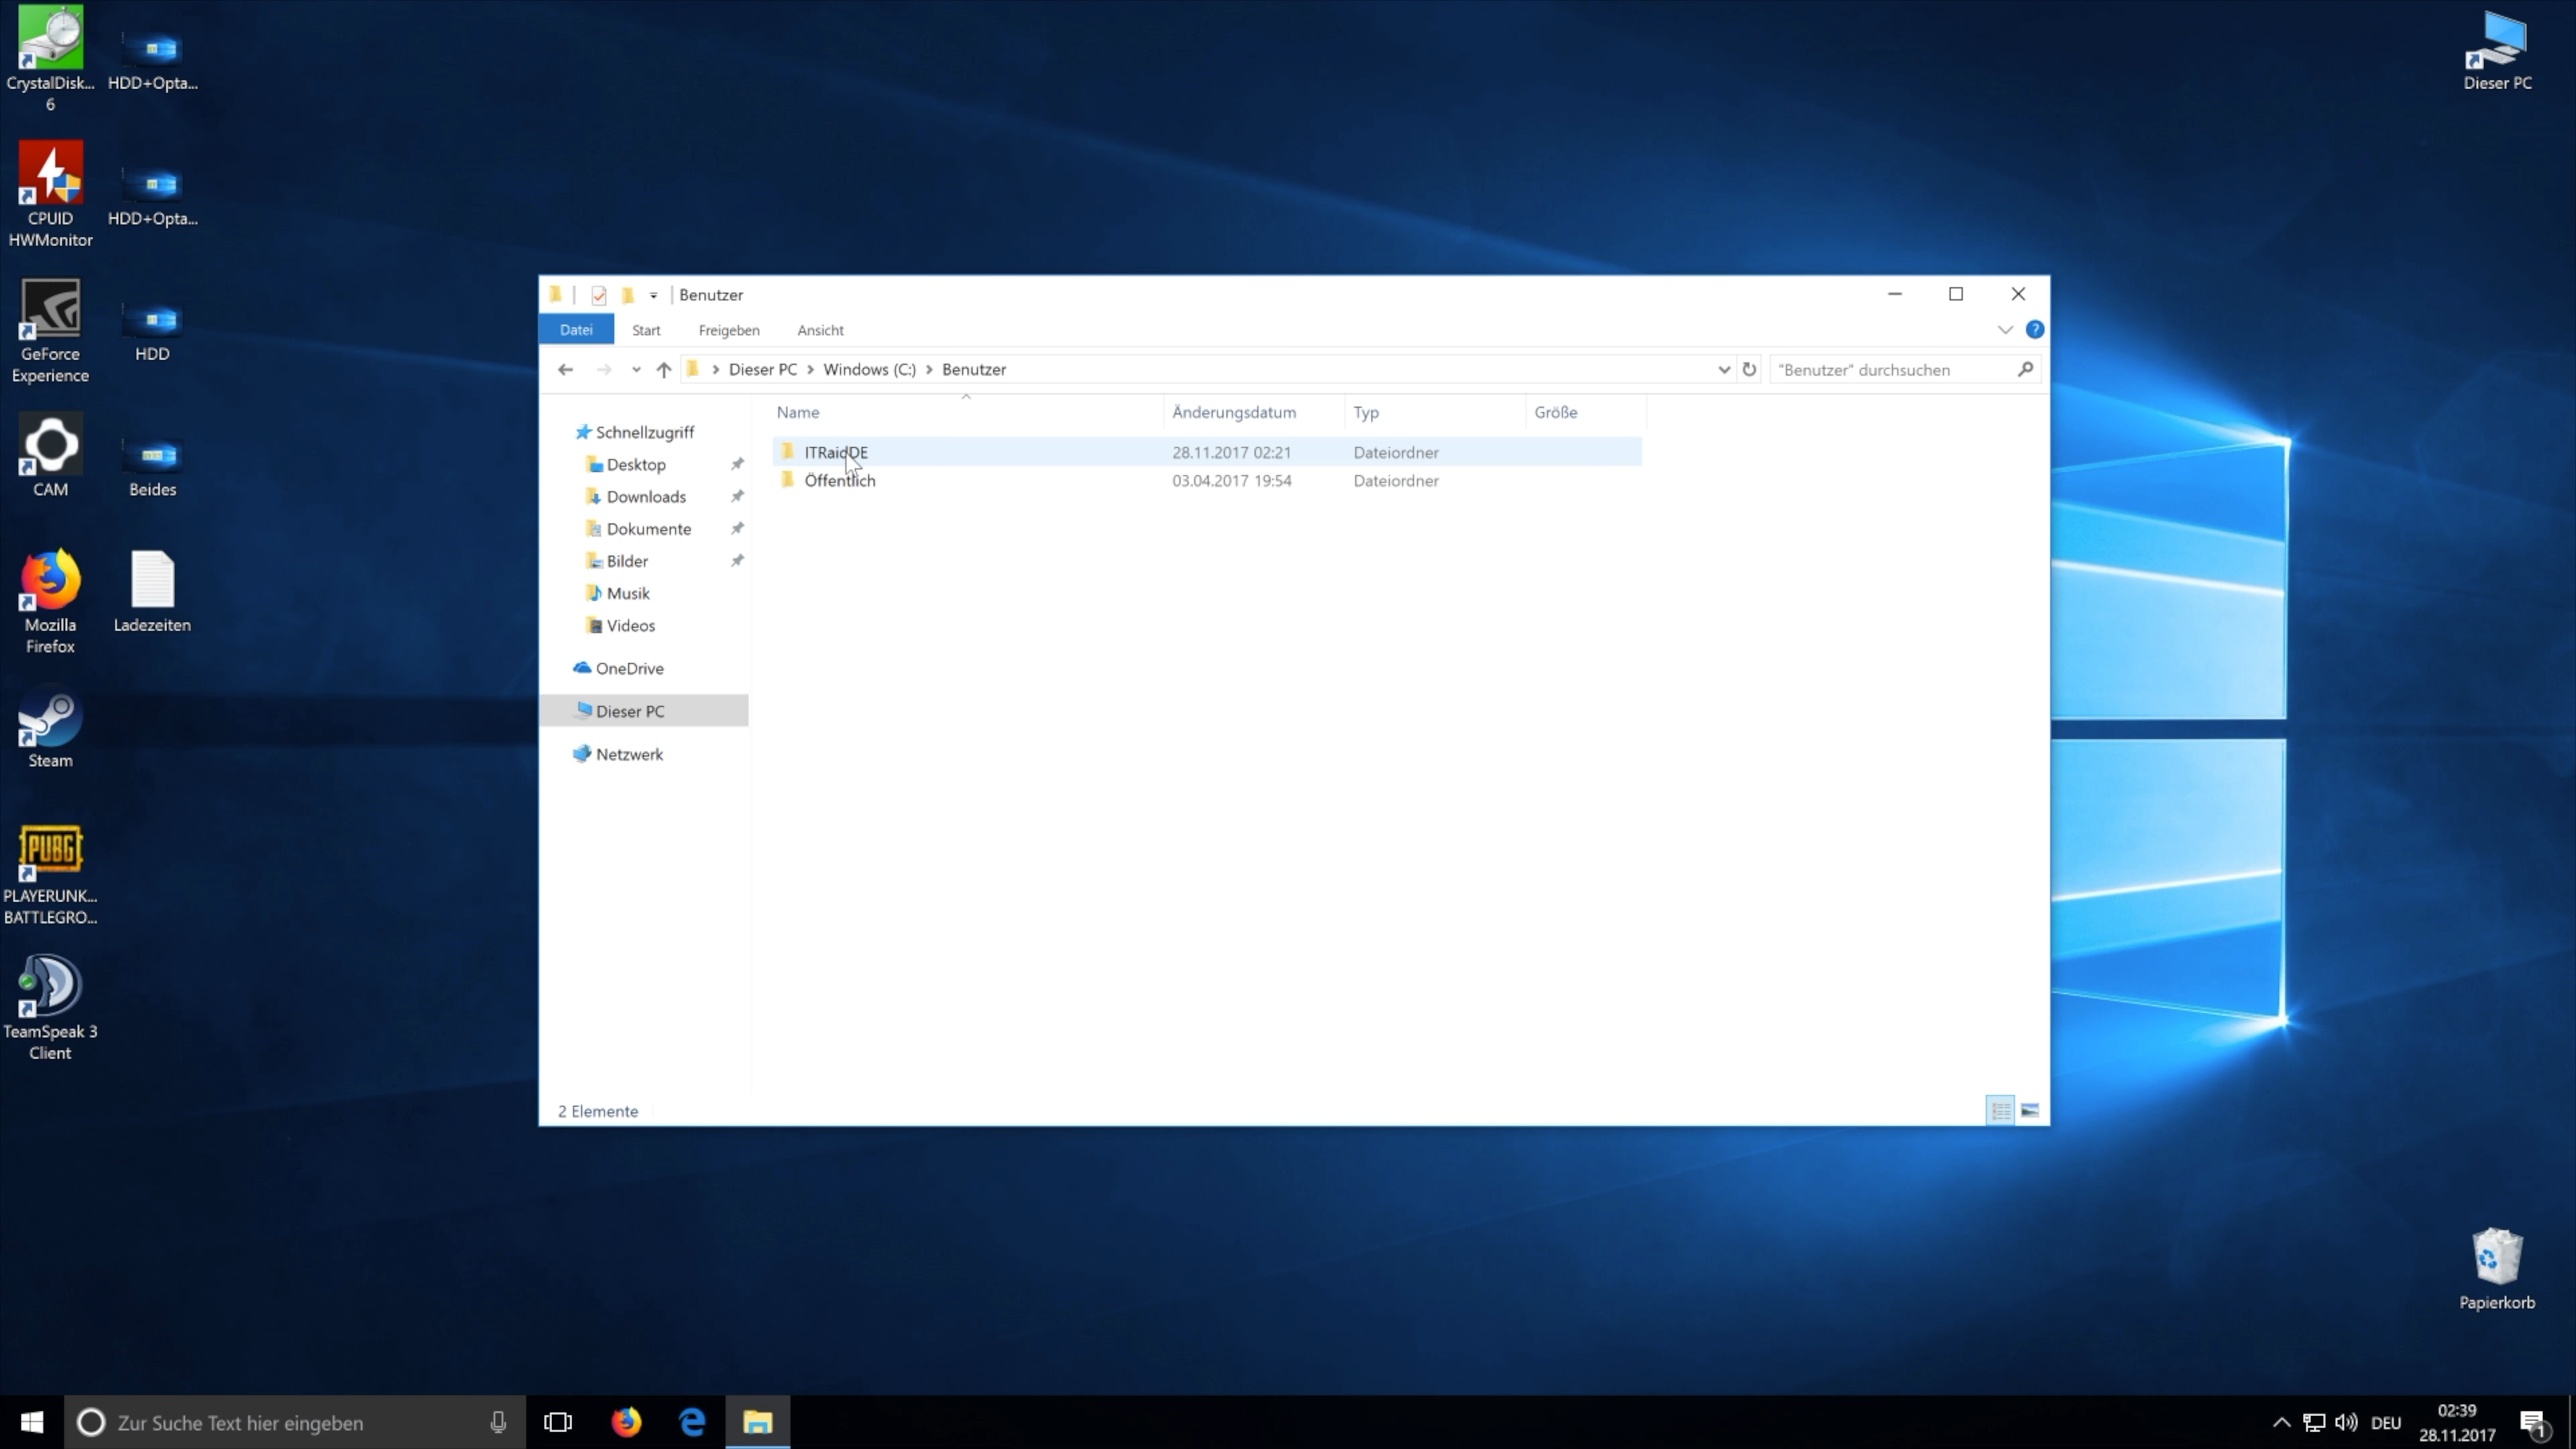 CrystalDisk...
6
HDD+Opta...
CPUID
HWMonitor
HDD+Opta...
GeForce
Experience
HDD
CAM
Beides
Mozilla
Firefox
Ladezeiten
Steam
PUBG
PLAYERUNK...
BATTLEGRO...
TeamSpeak 3
Client
Dieser PC
Papierkorb
Benutzer
Datei Start Freigeben Ansicht
Dieser PC Windows (C:) Benutzer
"Benutzer" durchsuchen
Name Änderungsdatum Typ Größe
ITRaidDE 28.11.2017 02:21 Dateiordner
Öffentlich 03.04.2017 19:54 Dateiordner
Schnellzugriff
Desktop
Downloads
Dokumente
Bilder
Musik
Videos
OneDrive
Dieser PC
Netzwerk
2 Elemente
Zur Suche Text hier eingeben
DEU
02:39
28.11.2017
1